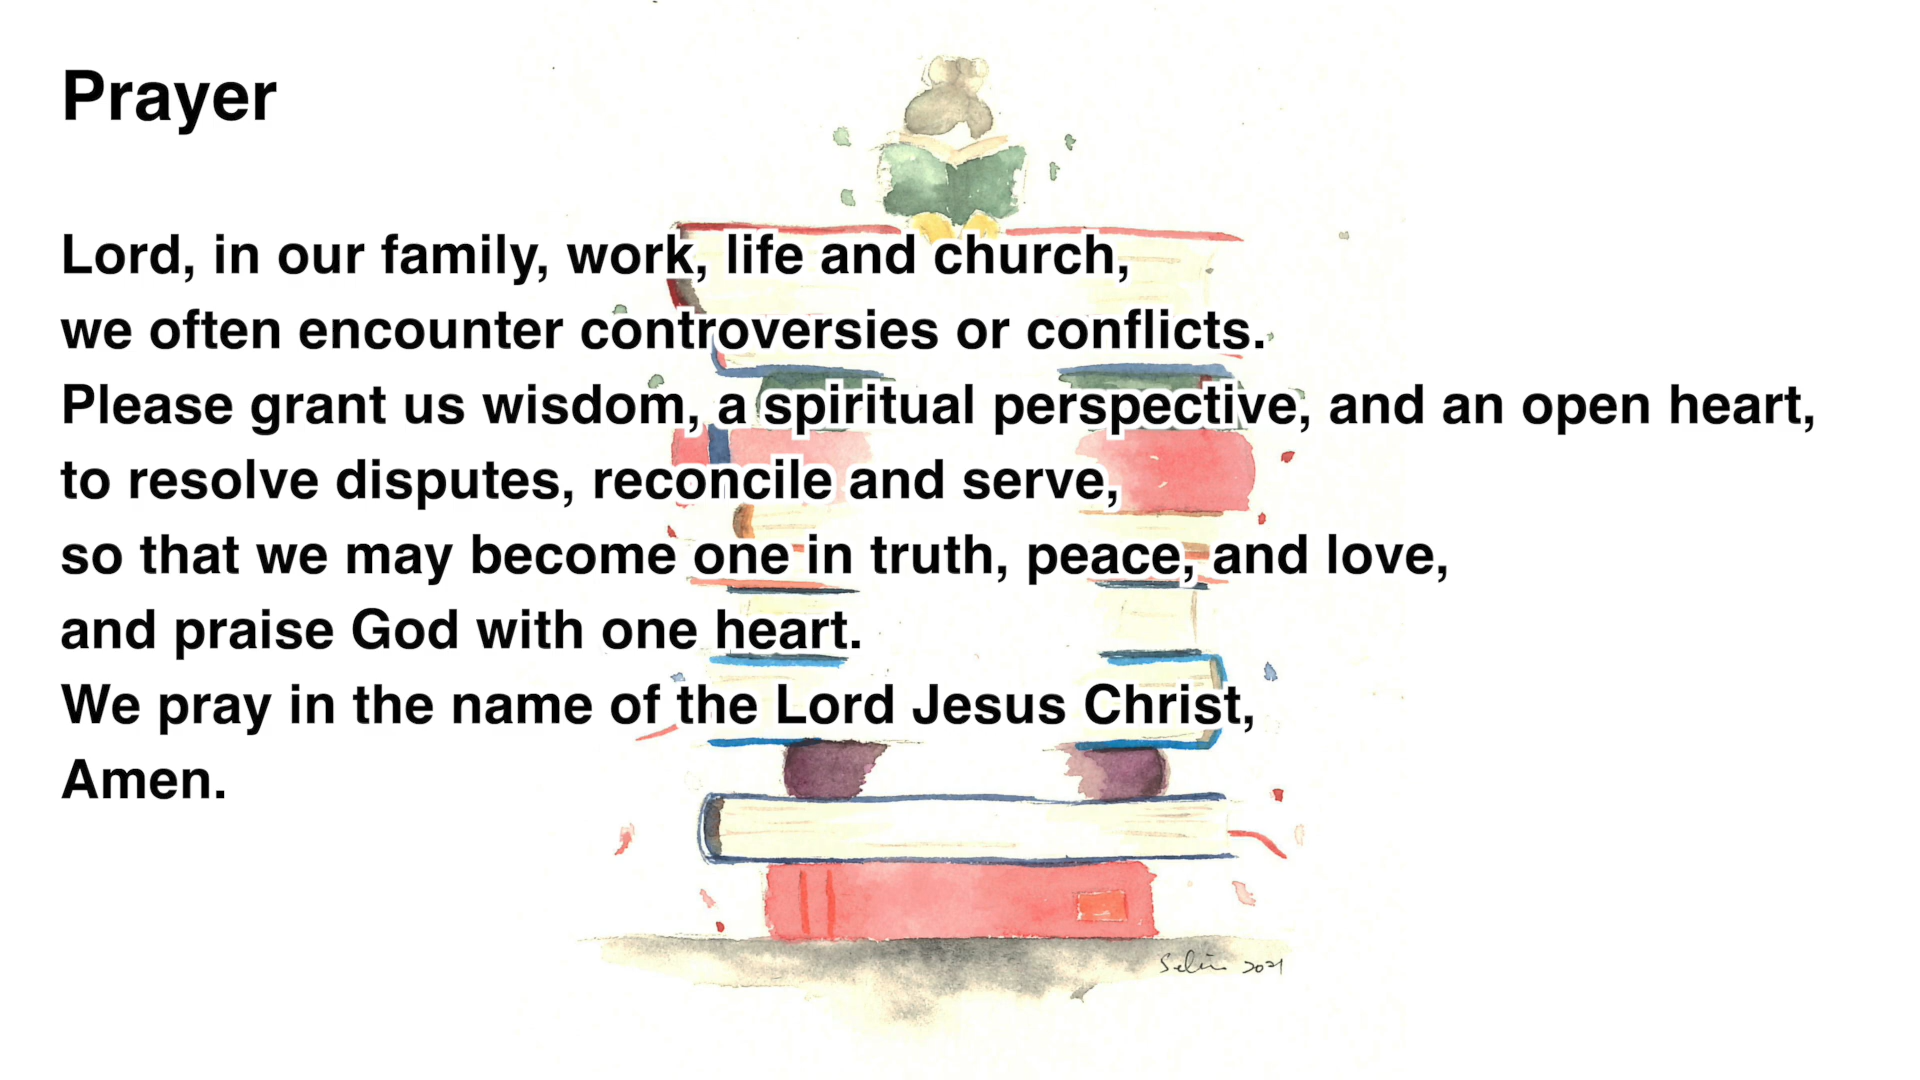 Prayer
Lord, in our family, work, life and church,
we often encounter controversies or conflicts.
Please grant us wisdom, a spiritual perspective, and an open heart,
to resolve disputes, reconcile and serve,
so that we may become one in truth, peace, and love,
and praise God with one heart.
We pray in the name of the Lord Jesus Christ,
Amen.
2021